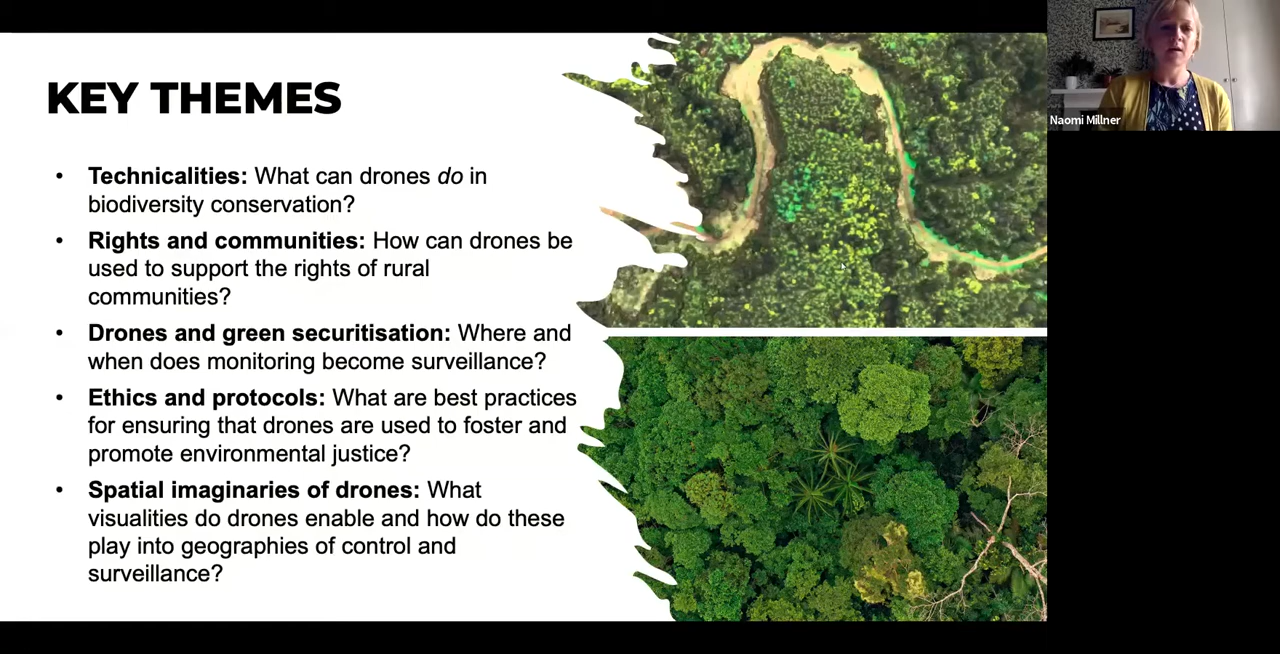 KEY THEMES
• Technicalities: What can drones do in
biodiversity conservation?
• Rights and communities: How can drones be
used to support the rights of rural
communities?
• Drones and green securitisation: Where and
when does monitoring become surveillance?
• Ethics and protocols: What are best practices
for ensuring that drones are used to foster and
promote environmental justice?
• Spatial imaginaries of drones: What
visualities do drones enable and how do these
play into geographies of control and
surveillance?
Naomi Millner